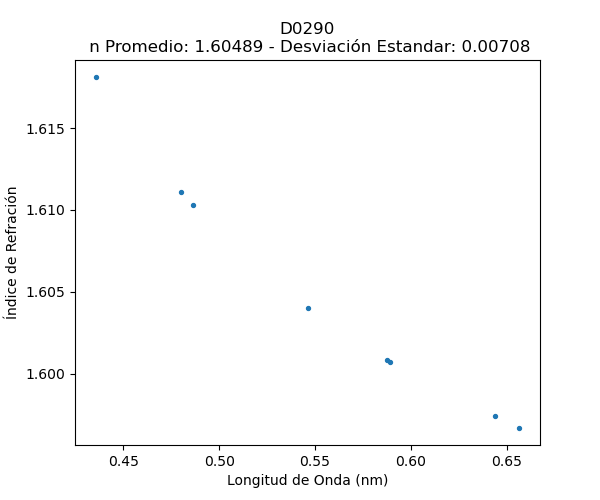 D0290
n Promedio: 1.60489 - Desviación Estandar: 0.00708
1.615
1.610
1.605
1.600
Índice de Refración
0.45 0.50 0.55 0.60 0.65
Longitud de Onda (nm)